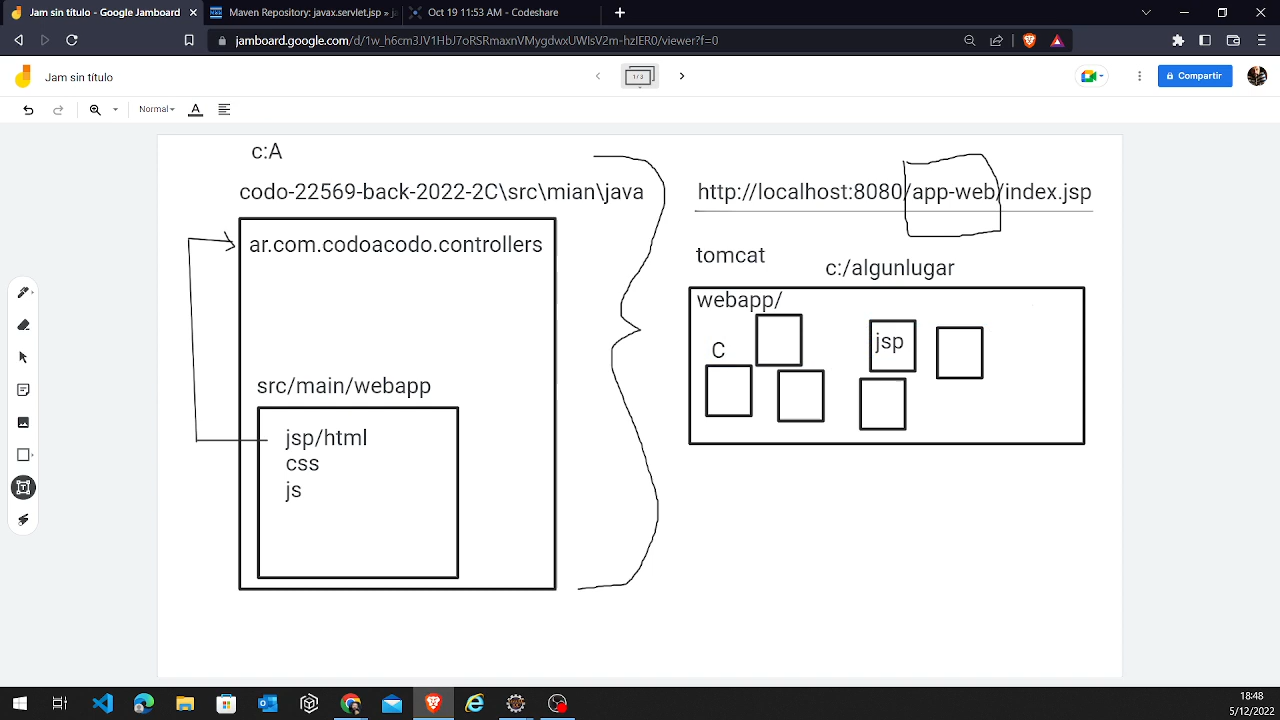 Jam sin título - Google Jamboard
Maven Repository: javax.servlet.jsp » j
Oct 19 11:53 AM - Codeshare
jamboard.google.com/d/1w_h6cm3JV1HbJ7oRSRmaxnVMygdwxUWlsV2m-hzIER0/viewer?f=0
Jam sin título
1/3
Compartir
Normal
c:A
codo-22569-back-2022-2C\src\mian\java
ar.com.codoacodo.controllers
src/main/webapp
jsp/html
css
js
http://localhost:8080/app-web/index.jsp
tomcat
c:/algunlugar
webapp/
C
jsp
18:48
5/12/2022